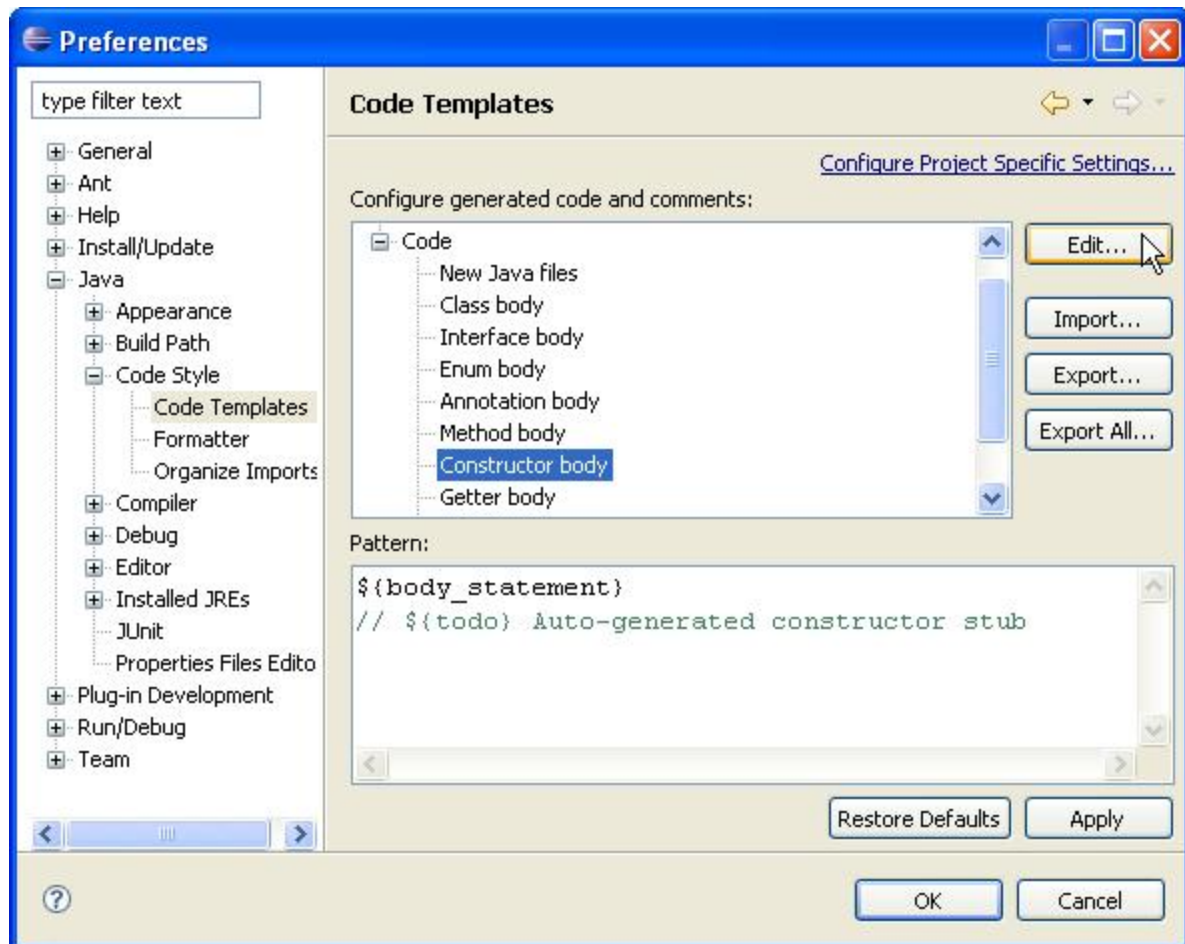 Preferences
type filter text
General
Ant
Help
Install/Update
Java
Appearance
Build Path
Code Style
Code Templates
Formatter
Organize Imports
Compiler
Debug
Editor
Installed JREs
JUnit
Properties Files Edito
Plug-in Development
Run/Debug
Team
Code Templates
Configure Project Specific Settings...
Configure generated code and comments:
Code
New Java files
Class body
Interface body
Enum body
Annotation body
Method body
Constructor body
Getter body
Edit...
Import...
Export...
Export All...
Pattern:
${body_statement}
// ${todo} Auto-generated constructor stub
Restore Defaults
Apply
?
OK
Cancel